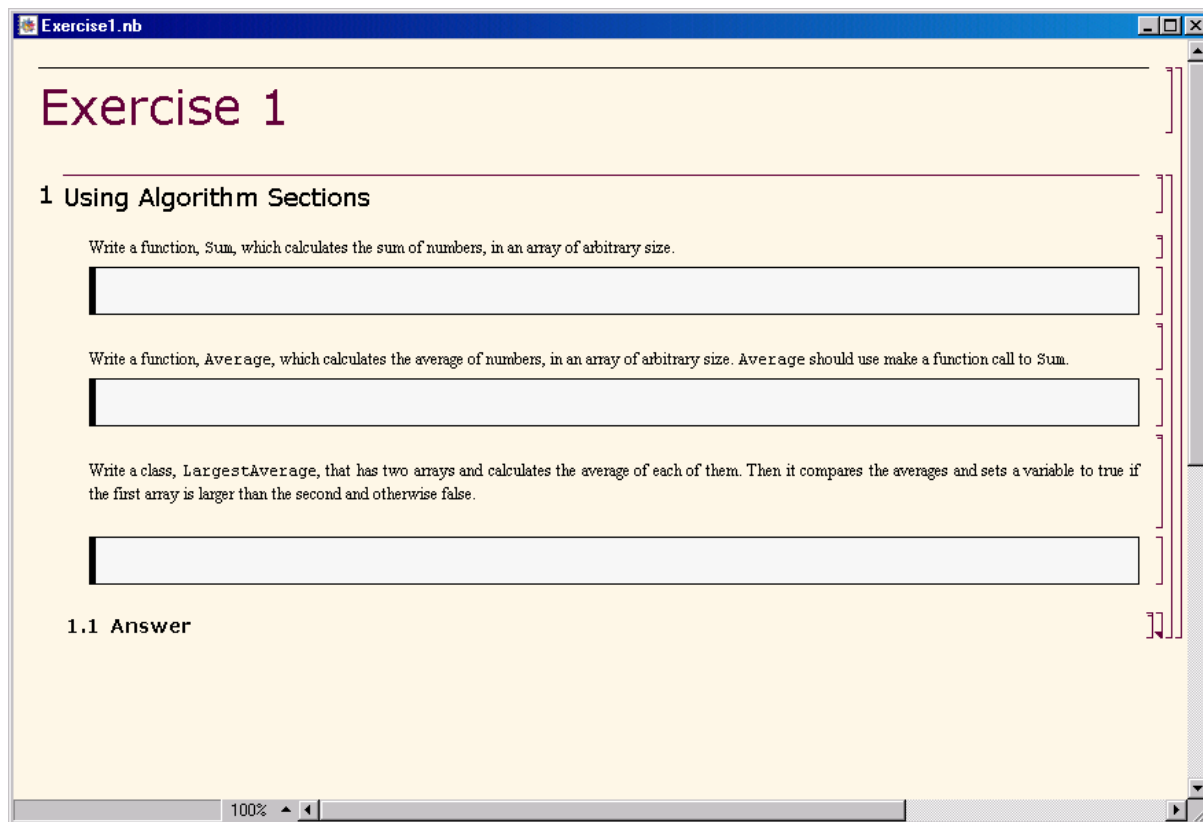 Exercise1.nb
Exercise 1
1 Using Algorithm Sections
Write a function, Sum, which calculates the sum of numbers, in an array of arbitrary size.
Write a function, Average, which calculates the average of numbers, in an array of arbitrary size. Average should use make a function call to Sum.
Write a class, LargestAverage, that has two arrays and calculates the average of each of them. Then it compares the averages and sets a variable to true if
the first array is larger than the second and otherwise false.
1.1 Answer
100%